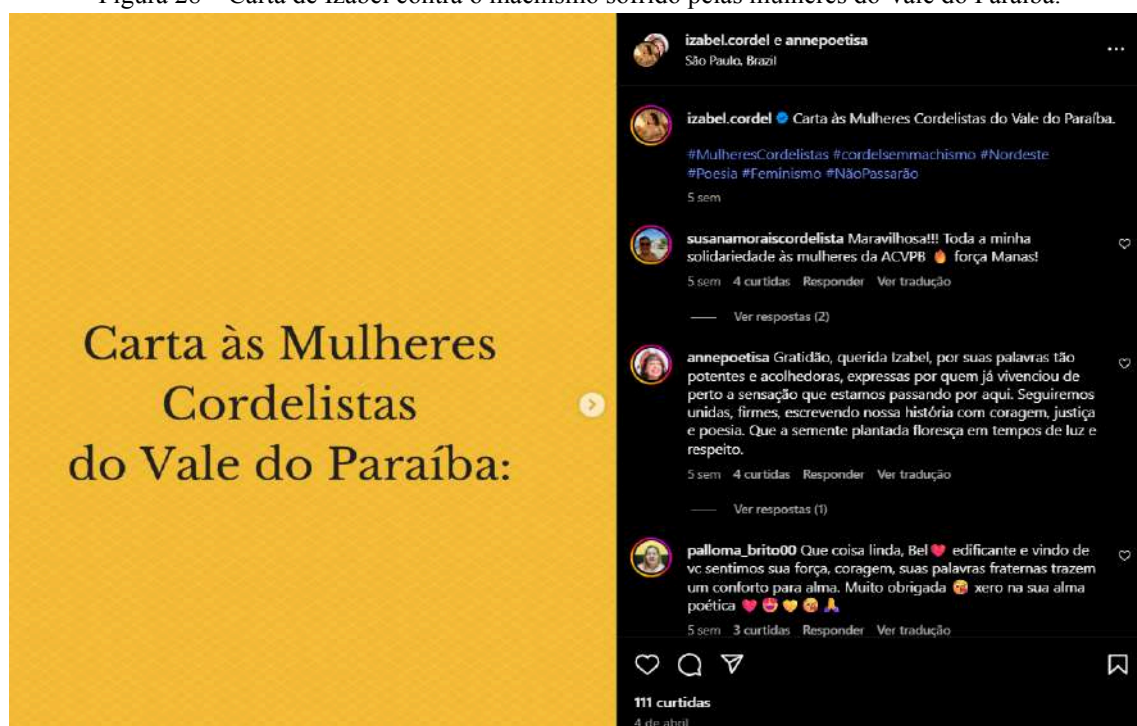 Figura 26 – Carta de Izabel contra o machismo sofrido pelas mulheres do Vale do Paraíba.
Carta às Mulheres
Cordelistas
do Vale do Paraíba:
izabel.cordel e annepoetisa
São Paulo, Brazil
izabel.cordel Carta às Mulheres Cordelistas do Vale do Paraíba.
#MulheresCordelistas #cordelsemmachismo #Nordeste
#Poesia #Feminismo #NãoPassarão
5 sem
susanamoraiscordelista Maravilhosa!!! Toda a minha
solidariedade às mulheres da ACVPB 🔥 força Manas!
5 sem 4 curtidas Responder Ver tradução
Ver respostas (2)
annepoetisa Gratidão, querida Izabel, por suas palavras tão
potentes e acolhedoras, expressas por quem já vivenciou de
perto a sensação que estamos passando por aqui. Seguiremos
unidas, firmes, escrevendo nossa história com coragem, justiça
e poesia. Que a semente plantada floresça em tempos de luz e
respeito.
5 sem 4 curtidas Responder Ver tradução
Ver respostas (1)
palloma_brito00 Que coisa linda, Bel❤️ edificante e vindo de
vc sentimos sua força, coragem, suas palavras fraternas trazem
um conforto para alma. Muito obrigada 😘 xero na sua alma
poética ❤️😍💛😘🙏
5 sem 3 curtidas Responder Ver tradução
111 curtidas
4 de abril